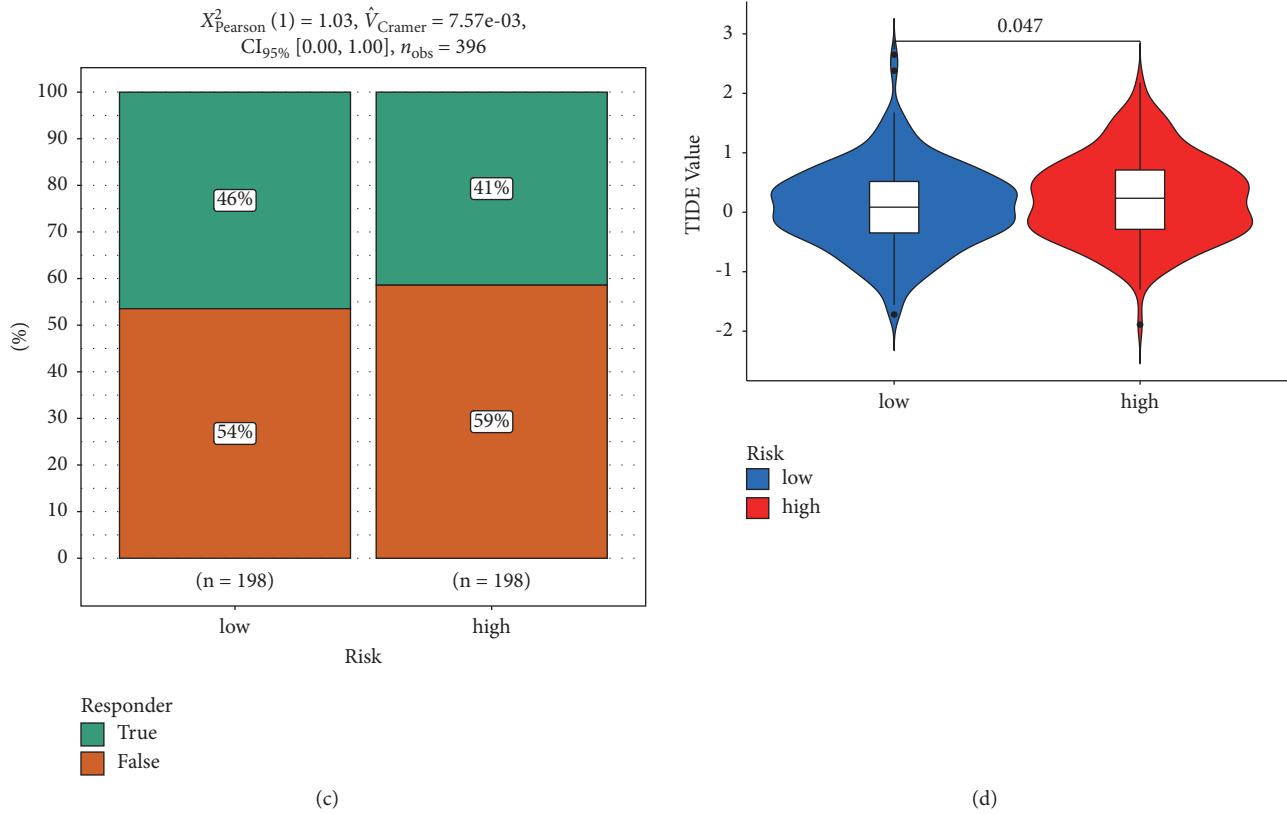 X²Pearson (1) = 1.03, V̂Cramer = 7.57e-03,
CI95% [0.00, 1.00], nobs = 396
(%)
100
90
80
70
60
50
40
30
20
10
0
46%
41%
54%
59%
(n = 198)
(n = 198)
low
high
Risk
Responder
True
False
(c)
TIDE Value
3
2
1
0
-1
-2
0.047
low
high
Risk
low
high
(d)